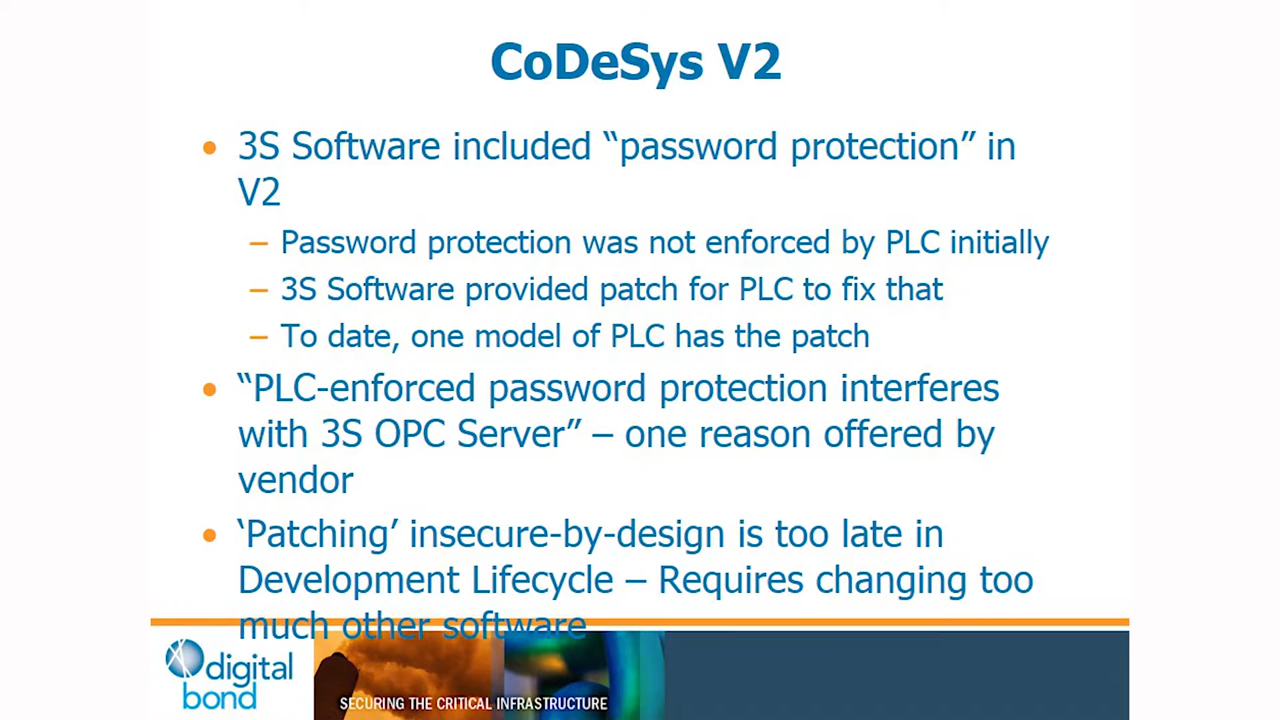 CoDeSys V2
• 3S Software included “password protection” in
V2
– Password protection was not enforced by PLC initially
– 3S Software provided patch for PLC to fix that
– To date, one model of PLC has the patch
• “PLC-enforced password protection interferes
with 3S OPC Server” – one reason offered by
vendor
• ‘Patching’ insecure-by-design is too late in
Development Lifecycle – Requires changing too
much other software
digital
bond
SECURING THE CRITICAL INFRASTRUCTURE